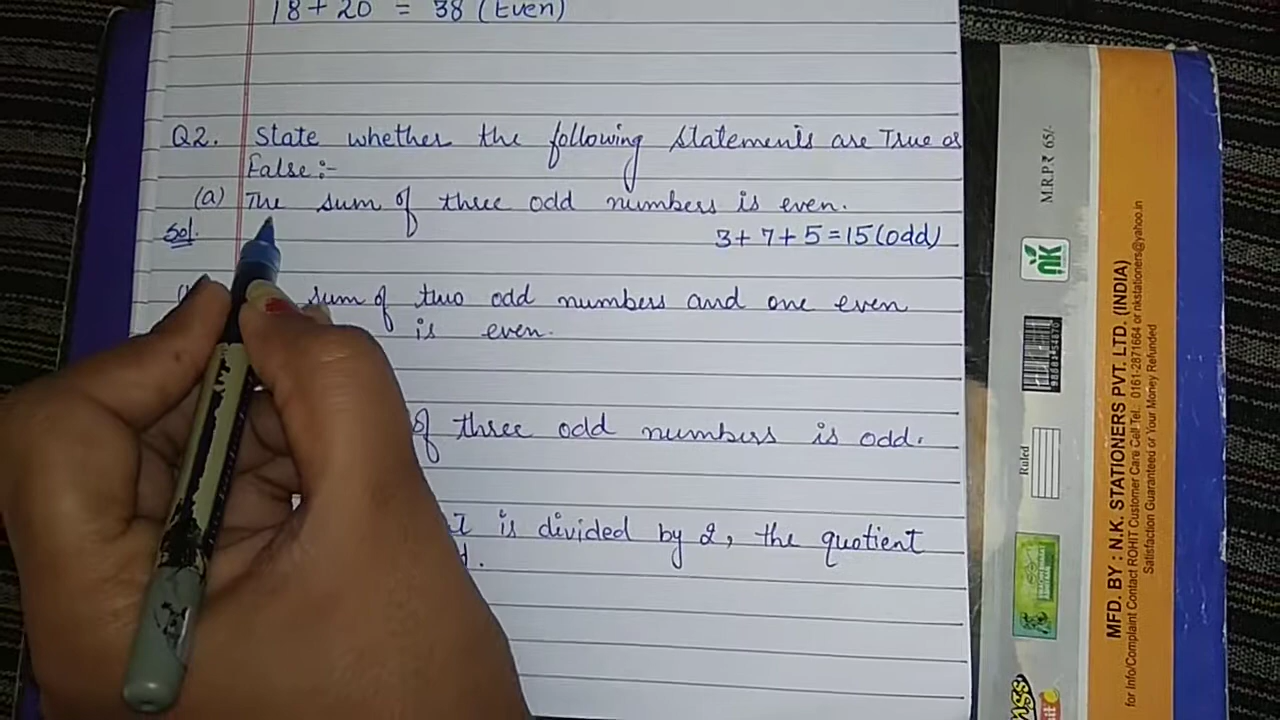 18 + 20 = 38 (Even)
Q2. State whether the following statements are True or
False :-
(a) The sum of three odd numbers is even.
Sol. 3 + 7 + 5 = 15 (odd)
sum of two odd numbers and one even
is even.
of three odd numbers is odd.
is divided by 2, the quotient
M.R.P.₹ 65/-
nk
Ruled
MFD. BY : N.K. STATIONERS PVT. LTD. (INDIA)
for Info/Complaint Contact ROHIT Customer Care Cell Tel.: 0161-2871664 or nkstationers@yahoo.in
Satisfaction Guaranteed or Your Money Refunded